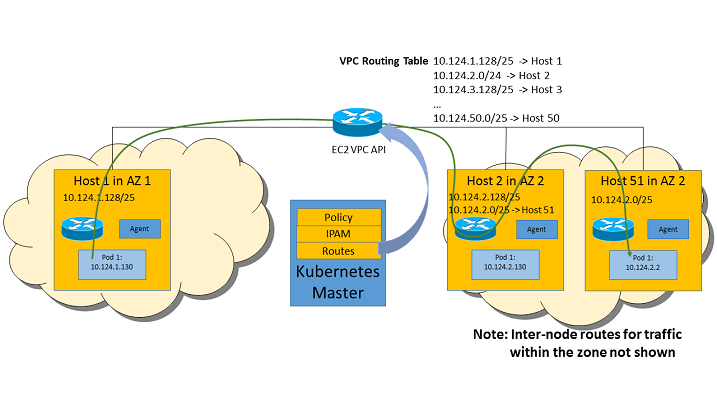 VPC Routing Table 10.124.1.128/25 -> Host 1
10.124.2.0/24 -> Host 2
10.124.3.128/25 -> Host 3
...
10.124.50.0/25 -> Host 50
EC2 VPC API
Host 1 in AZ 1
10.124.1.128/25
Agent
Pod 1:
10.124.1.130
Policy
IPAM
Routes
Kubernetes
Master
Host 2 in AZ 2
10.124.2.128/25
10.124.2.0/25 -> Host 51
Agent
Pod 1:
10.124.2.130
Host 51 in AZ 2
10.124.2.0/25
Agent
Pod 1:
10.124.2.2
Note: Inter-node routes for traffic
within the zone not shown